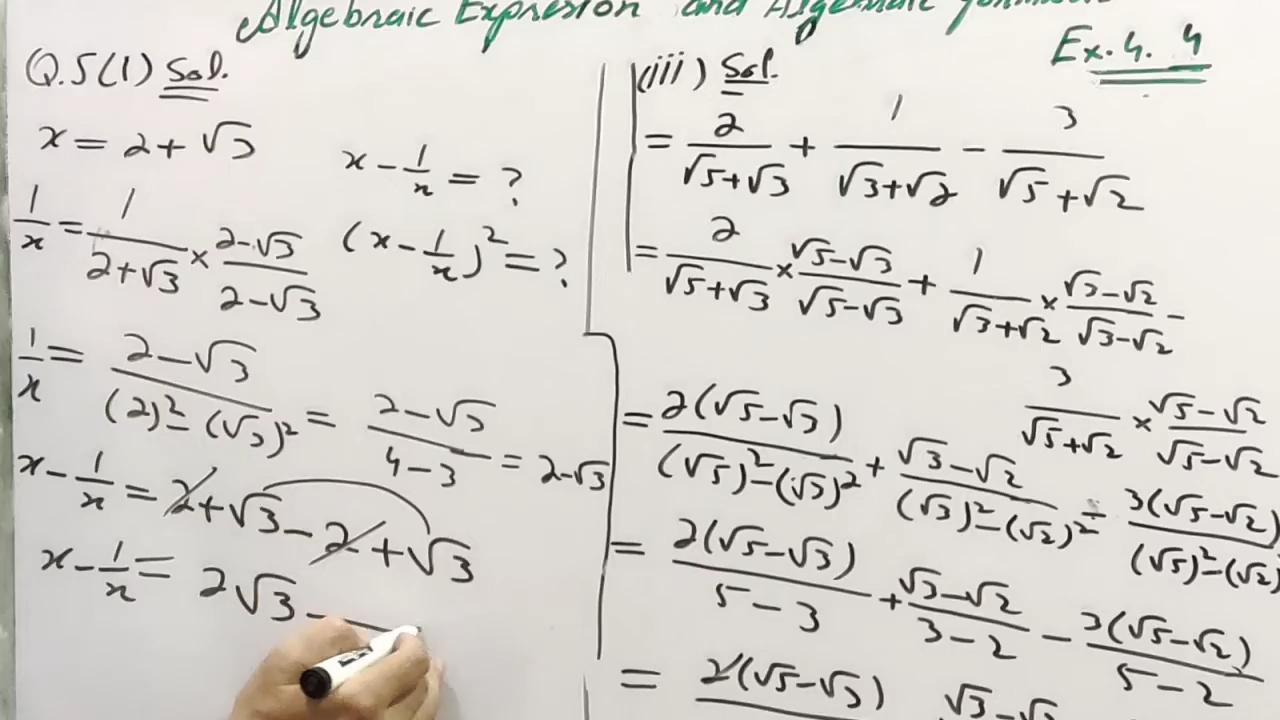 Algebraic Expresion and Algebraic formulas
Ex.4.4
Q.5(1) Sol.
x = 2+√3
x - 1/x = ?
1/x = 1/(2+√3) × (2-√3)/(2-√3)
(x - 1/x)² = ?
1/x = (2-√3)/((2)²-(√3)²) = (2-√3)/(4-3) = 2-√3
x - 1/x = 2+√3-2+√3
x - 1/x = 2√3 -
(iii) Sol.
= 2/(√5+√3) + 1/(√3+√2) - 3/(√5+√2)
= 2/(√5+√3) × (√5-√3)/(√5-√3) + 1/(√3+√2) × (√3-√2)/(√3-√2) -
3/(√5+√2) × (√5-√2)/(√5-√2)
= 2(√5-√3)/((√5)²-(√3)²) + (√3-√2)/((√3)²-(√2)²) - 3(√5-√2)/((√5)²-(√2)
= 2(√5-√3)/(5-3) + (√3-√2)/(3-2) - 3(√5-√2)/(5-2)
= 2(√5-√3) √3-√2